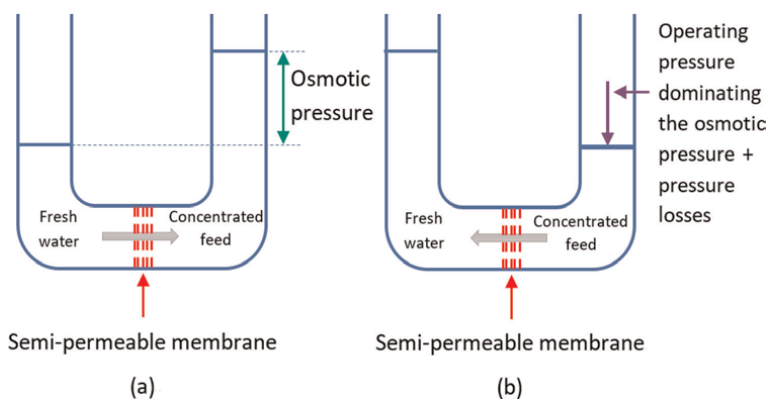 Osmotic
pressure
Fresh
water
Concentrated
feed
Semi-permeable membrane
(a)
Operating
pressure
dominating
the osmotic
pressure +
pressure
losses
Fresh
water
Concentrated
feed
Semi-permeable membrane
(b)